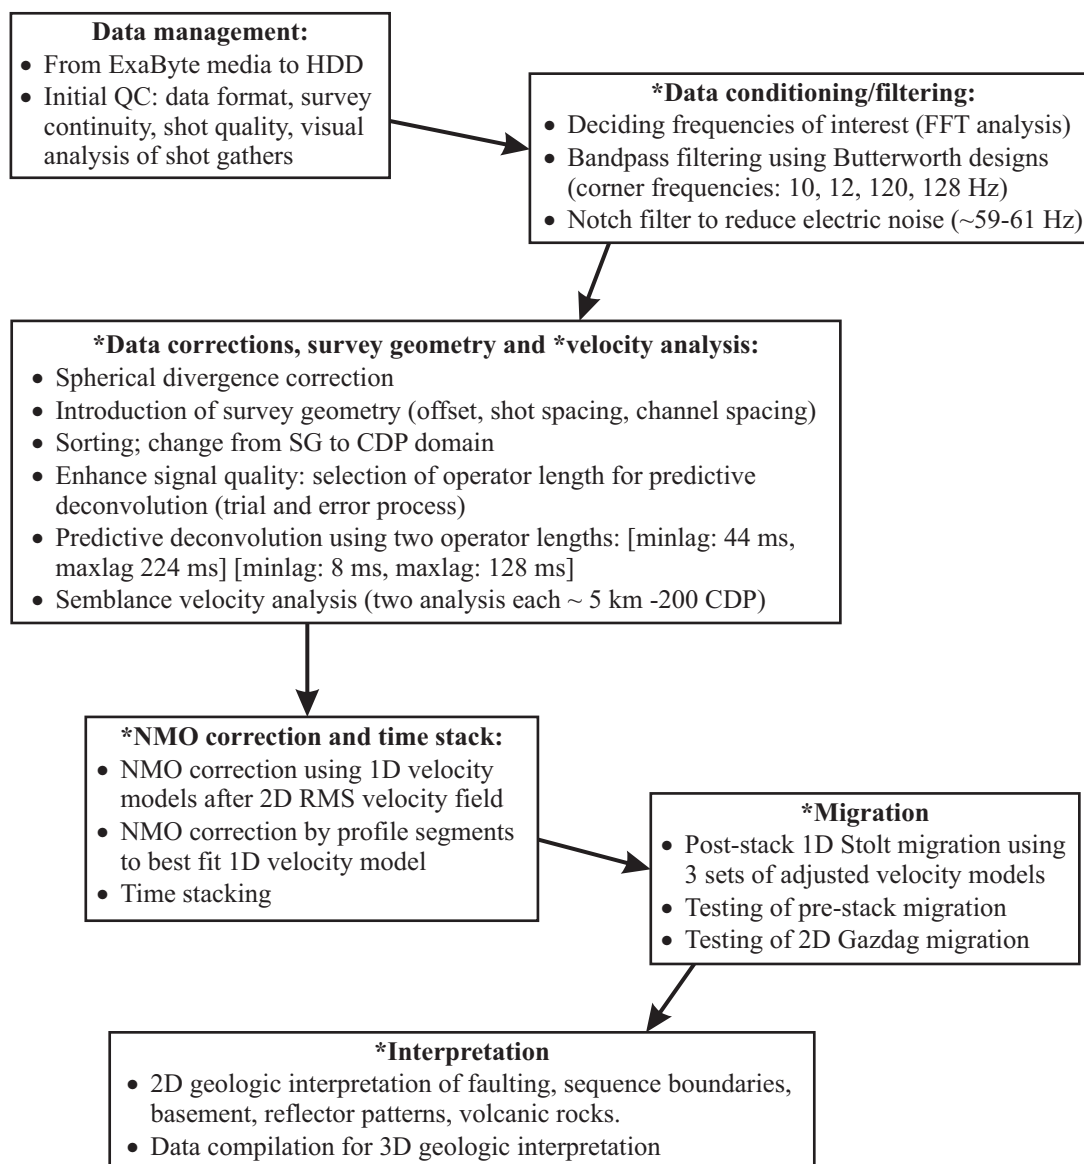 Data management:
• From ExaByte media to HDD
• Initial QC: data format, survey
continuity, shot quality, visual
analysis of shot gathers
*Data conditioning/filtering:
• Deciding frequencies of interest (FFT analysis)
• Bandpass filtering using Butterworth designs
(corner frequencies: 10, 12, 120, 128 Hz)
• Notch filter to reduce electric noise (~59-61 Hz)
*Data corrections, survey geometry and *velocity analysis:
• Spherical divergence correction
• Introduction of survey geometry (offset, shot spacing, channel spacing)
• Sorting; change from SG to CDP domain
• Enhance signal quality: selection of operator length for predictive
deconvolution (trial and error process)
• Predictive deconvolution using two operator lengths: [minlag: 44 ms,
maxlag 224 ms] [minlag: 8 ms, maxlag: 128 ms]
• Semblance velocity analysis (two analysis each ~ 5 km -200 CDP)
*NMO correction and time stack:
• NMO correction using 1D velocity
models after 2D RMS velocity field
• NMO correction by profile segments
to best fit 1D velocity model
• Time stacking
*Migration
• Post-stack 1D Stolt migration using
3 sets of adjusted velocity models
• Testing of pre-stack migration
• Testing of 2D Gazdag migration
*Interpretation
• 2D geologic interpretation of faulting, sequence boundaries,
basement, reflector patterns, volcanic rocks.
• Data compilation for 3D geologic interpretation